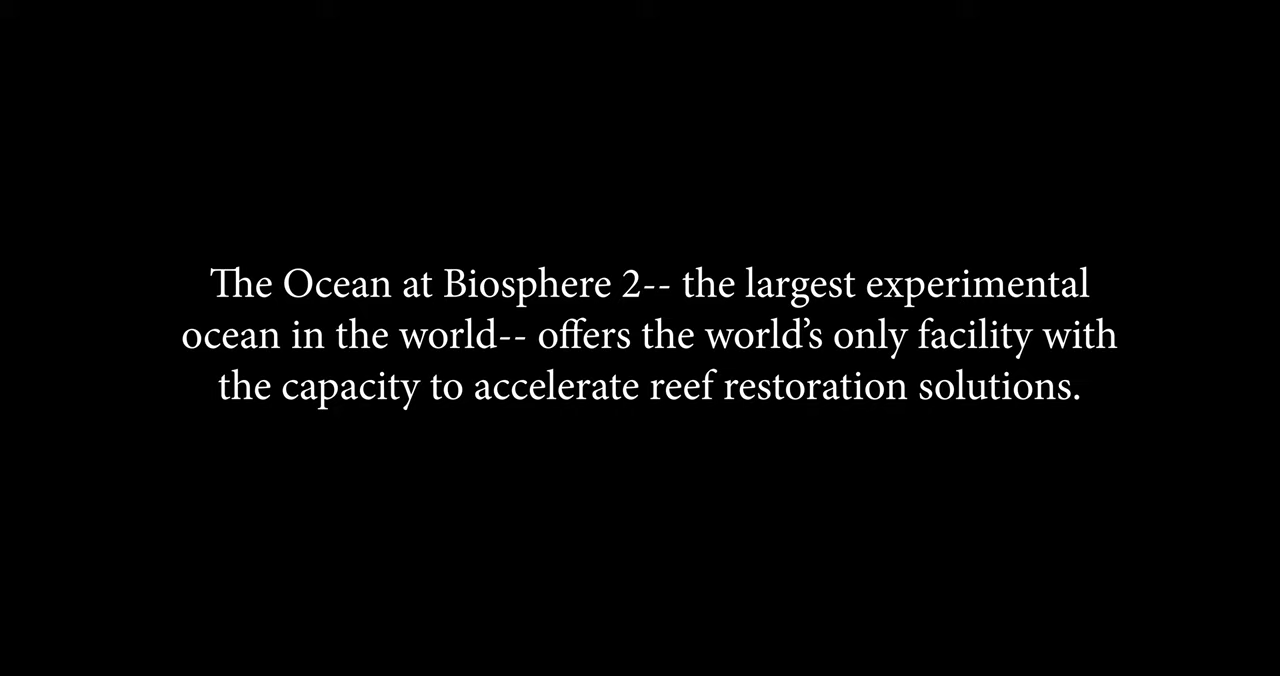 The Ocean at Biosphere 2-- the largest experimental
ocean in the world-- offers the world’s only facility with
the capacity to accelerate reef restoration solutions.